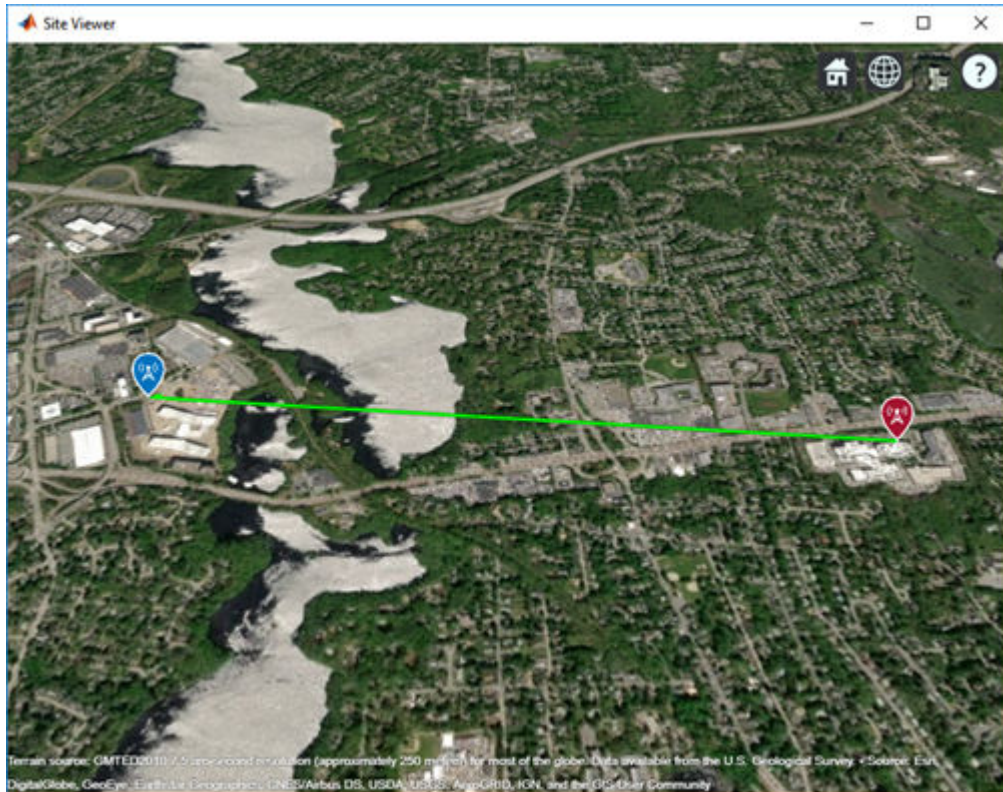 Site Viewer
?
Terrain source: GMTED2010 7.5 arc-second resolution (approximately 250 meters) for most of the globe. Data available from the U.S. Geological Survey. • Source: Esri,
DigitalGlobe, GeoEye, Earthstar Geographics, CNES/Airbus DS, USDA, USGS, AeroGRID, IGN, and the GIS User Community